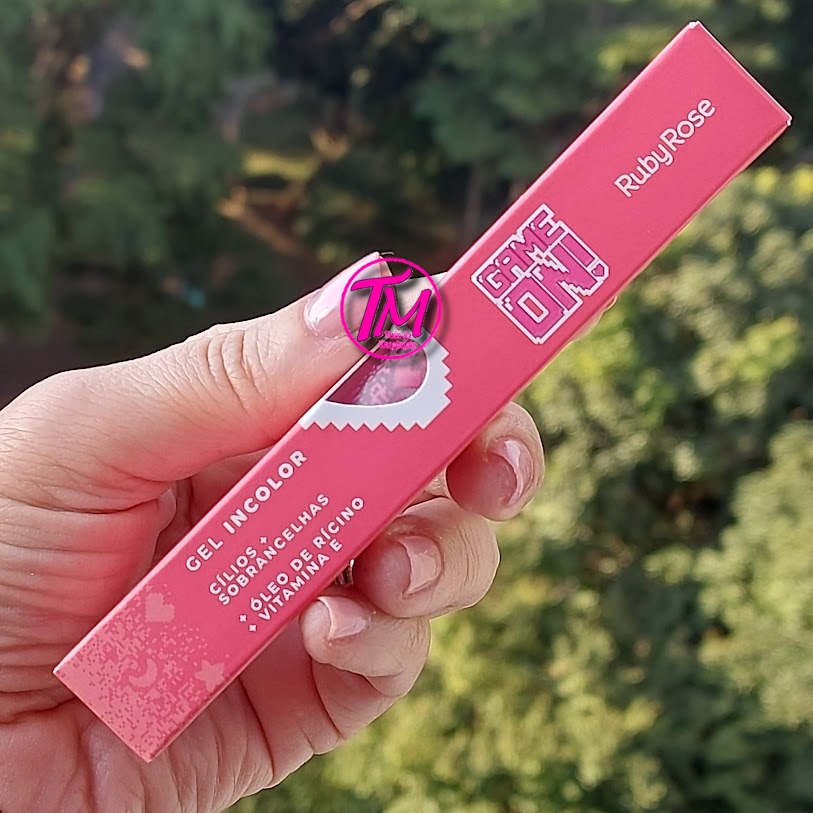 RubyRose
GAME
ON!
TM
GEL INCOLOR
CÍLIOS +
SOBRANCELHAS
+ ÓLEO DE RÍCINO
+ VITAMINA E